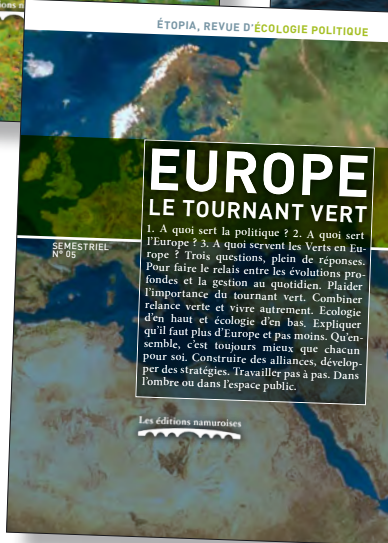 ÉTOPIA, REVUE D'ÉCOLOGIE POLITIQUE
EUROPE
LE TOURNANT VERT
1. A quoi sert la politique ? 2. A quoi sert
l'Europe ? 3. A quoi servent les Verts en Eu-
rope ? Trois questions, plein de réponses.
Pour faire le relais entre les évolutions pro-
fondes et la gestion au quotidien. Plaider
l'importance du tournant vert. Combiner
relance verte et vivre autrement. Ecologie
d'en haut et écologie d'en bas. Expliquer
qu'il faut plus d'Europe et pas moins. Qu'en-
semble, c'est toujours mieux que chacun
pour soi. Construire des alliances, dévelop-
per des stratégies. Travailler pas à pas. Dans
l'ombre ou dans l'espace public.
SEMESTRIEL
N° 05
Les éditions namuroises